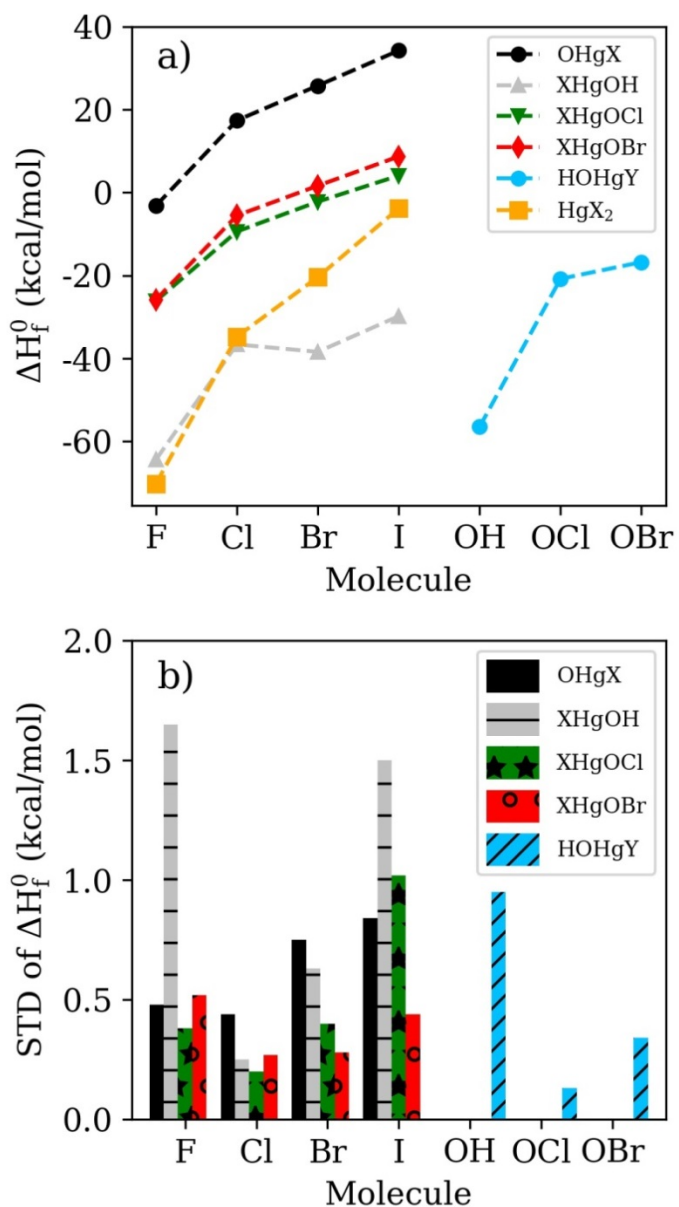 a)
40
20
0
-20
-40
-60
ΔH⁰f (kcal/mol)
OHgX
XHgOH
XHgOCl
XHgOBr
HOHgY
HgX₂
F Cl Br I OH OCl OBr
Molecule
b)
2.0
1.5
1.0
0.5
0.0
STD of ΔH⁰f (kcal/mol)
OHgX
XHgOH
XHgOCl
XHgOBr
HOHgY
F Cl Br I OH OCl OBr
Molecule